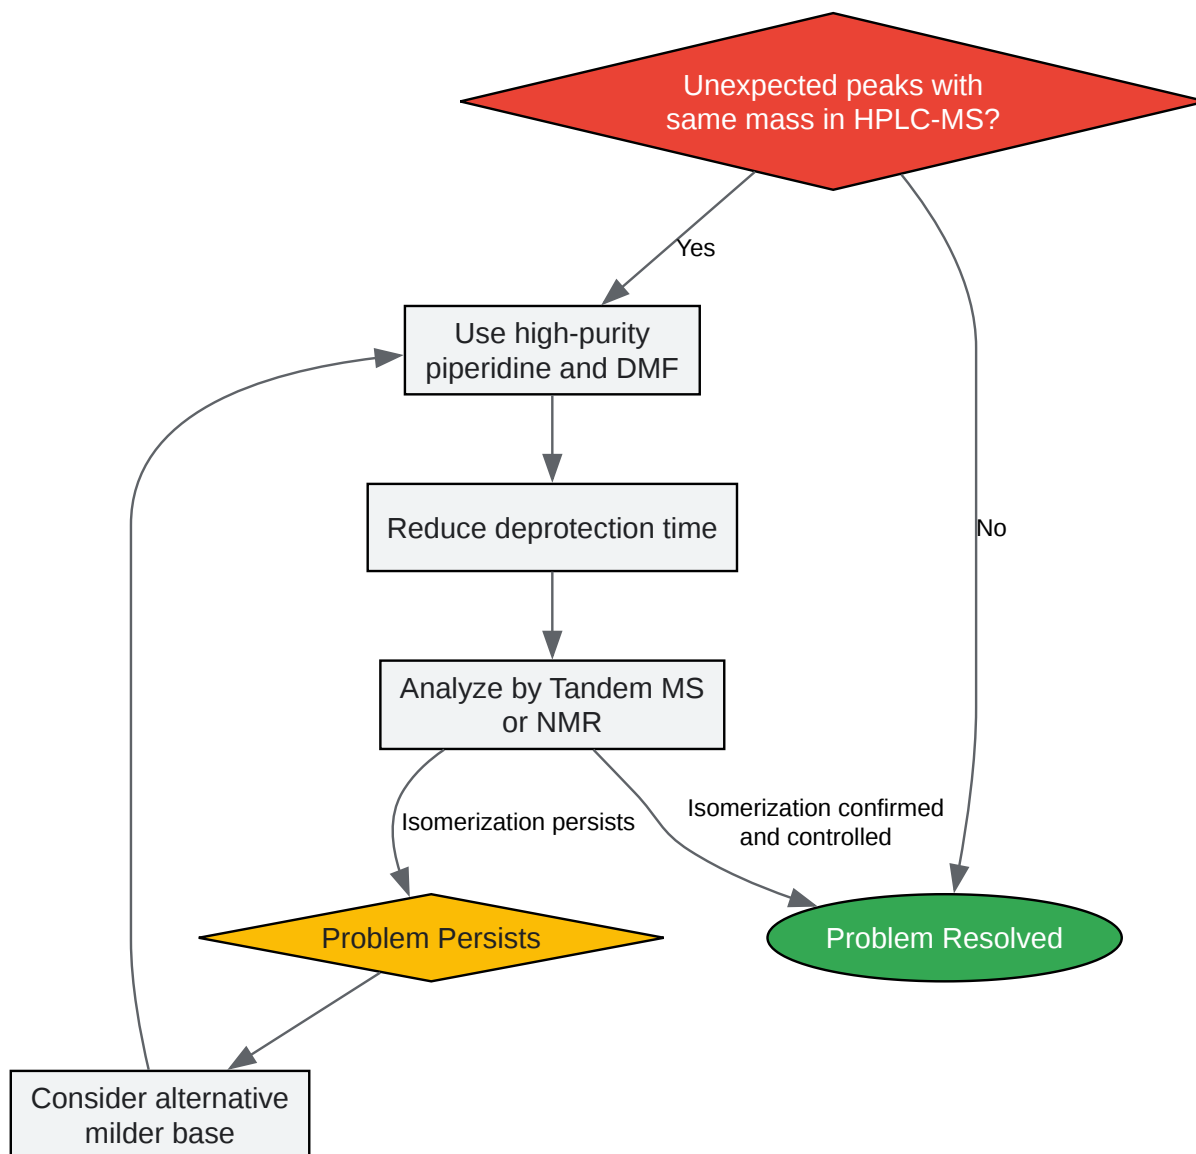 Unexpected peaks with
same mass in HPLC-MS?
Yes
Use high-purity
piperidine and DMF
Reduce deprotection time
No
Analyze by Tandem MS
or NMR
Isomerization persists
Isomerization confirmed
and controlled
Problem Persists
Problem Resolved
Consider alternative
milder base